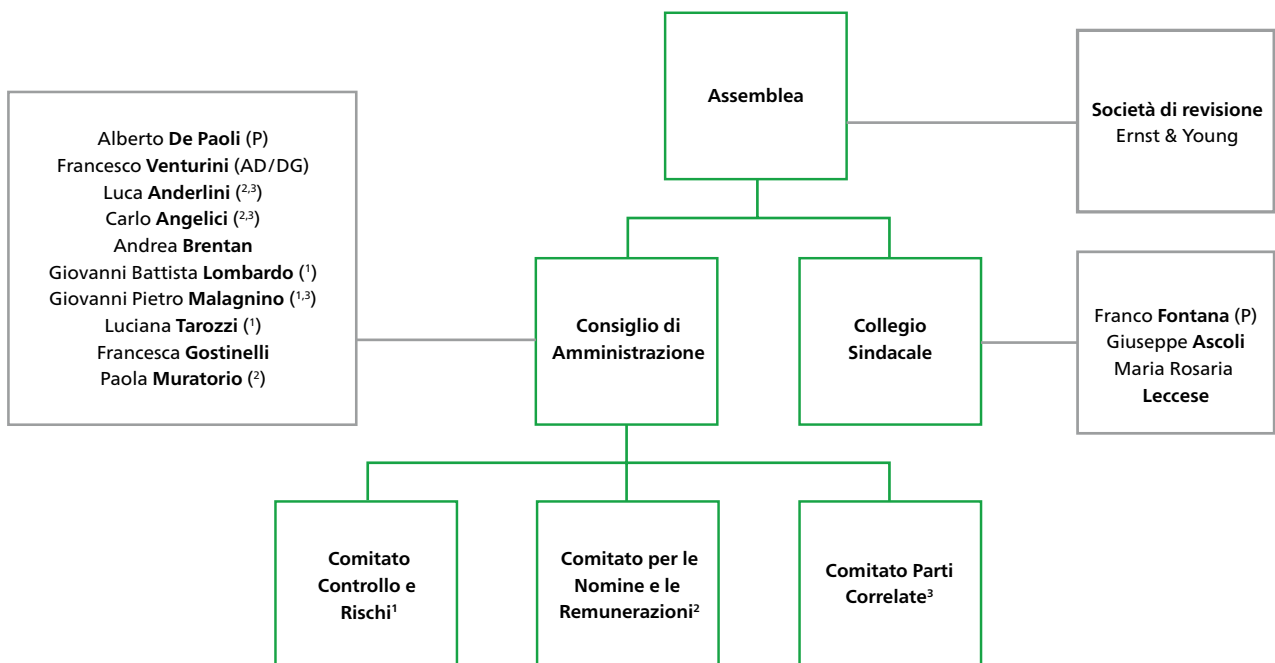 Assemblea
Società di revisione
Ernst & Young
Alberto De Paoli (P)
Francesco Venturini (AD/DG)
Luca Anderlini (2,3)
Carlo Angelici (2,3)
Andrea Brentan
Giovanni Battista Lombardo (1)
Giovanni Pietro Malagnino (1,3)
Luciana Tarozzi (1)
Francesca Gostinelli
Paola Muratorio (2)
Consiglio di
Amministrazione
Collegio
Sindacale
Franco Fontana (P)
Giuseppe Ascoli
Maria Rosaria
Leccese
Comitato
Controllo e
Rischi1
Comitato per le
Nomine e le
Remunerazioni2
Comitato Parti
Correlate3